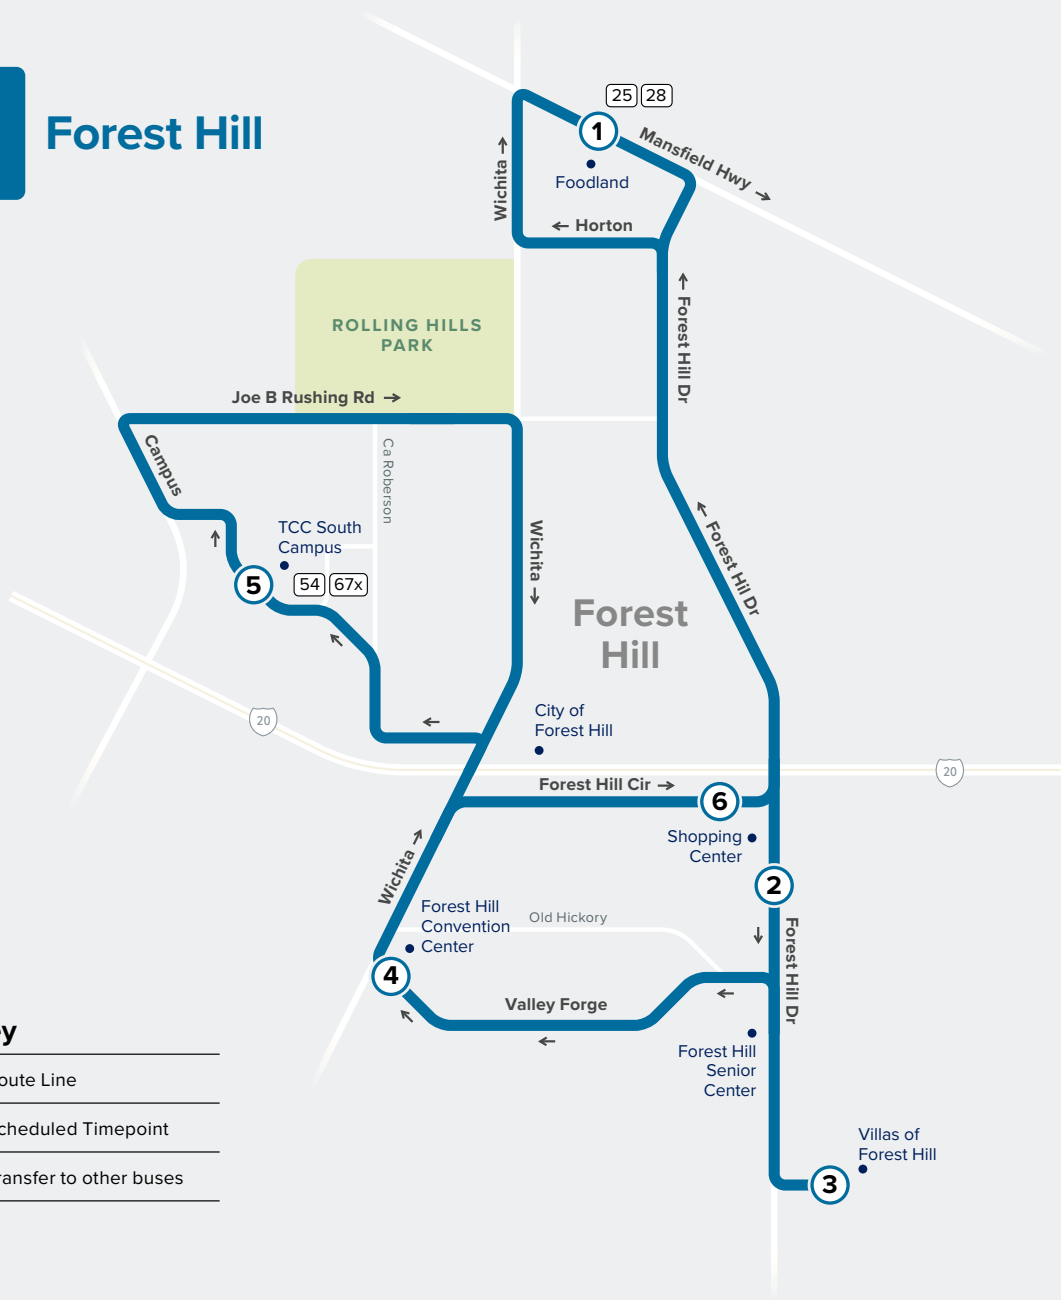 Forest Hill
25 28
1
Mansfield Hwy →
Foodland
Wichita →
← Horton
← Forest Hill Dr
ROLLING HILLS
PARK
Joe B Rushing Rd →
Campus
Ca Roberson
TCC South
Campus
5
54 67x
Wichita →
← Forest Hil Dr
Forest
Hill
City of
Forest Hill
20
20
Forest Hill Cir →
6
Shopping
Center
2
Wichita →
Forest Hill
Convention
Center
Old Hickory
4
Valley Forge
Forest Hill Dr
Forest Hill
Senior
Center
Villas of
Forest Hill
3
ey
oute Line
cheduled Timepoint
ransfer to other buses